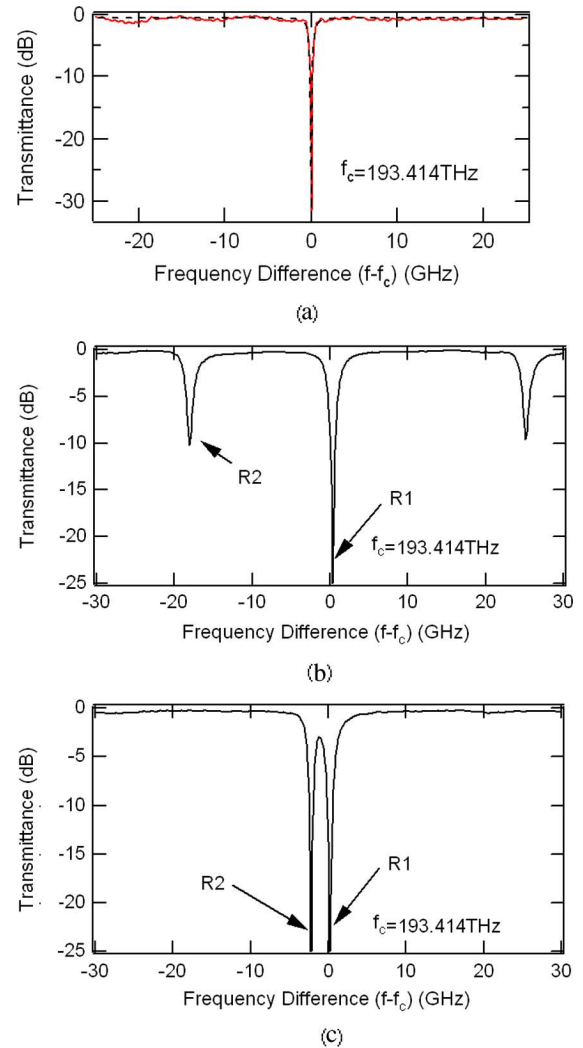 0
-10
-20
-30
Transmittance (dB)
f_c=193.414THz
-20
-10
0
10
20
Frequency Difference (f-f_c) (GHz)
(a)
0
-5
-10
-15
-20
-25
Transmittance (dB)
R2
R1
f_c=193.414THz
-30
-20
-10
0
10
20
30
Frequency Difference (f-f_c) (GHz)
(b)
0
-5
-10
-15
-20
-25
Transmittance (dB)
R2
R1
f_c=193.414THz
-30
-20
-10
0
10
20
30
Frequency Difference (f-f_c) (GHz)
(c)